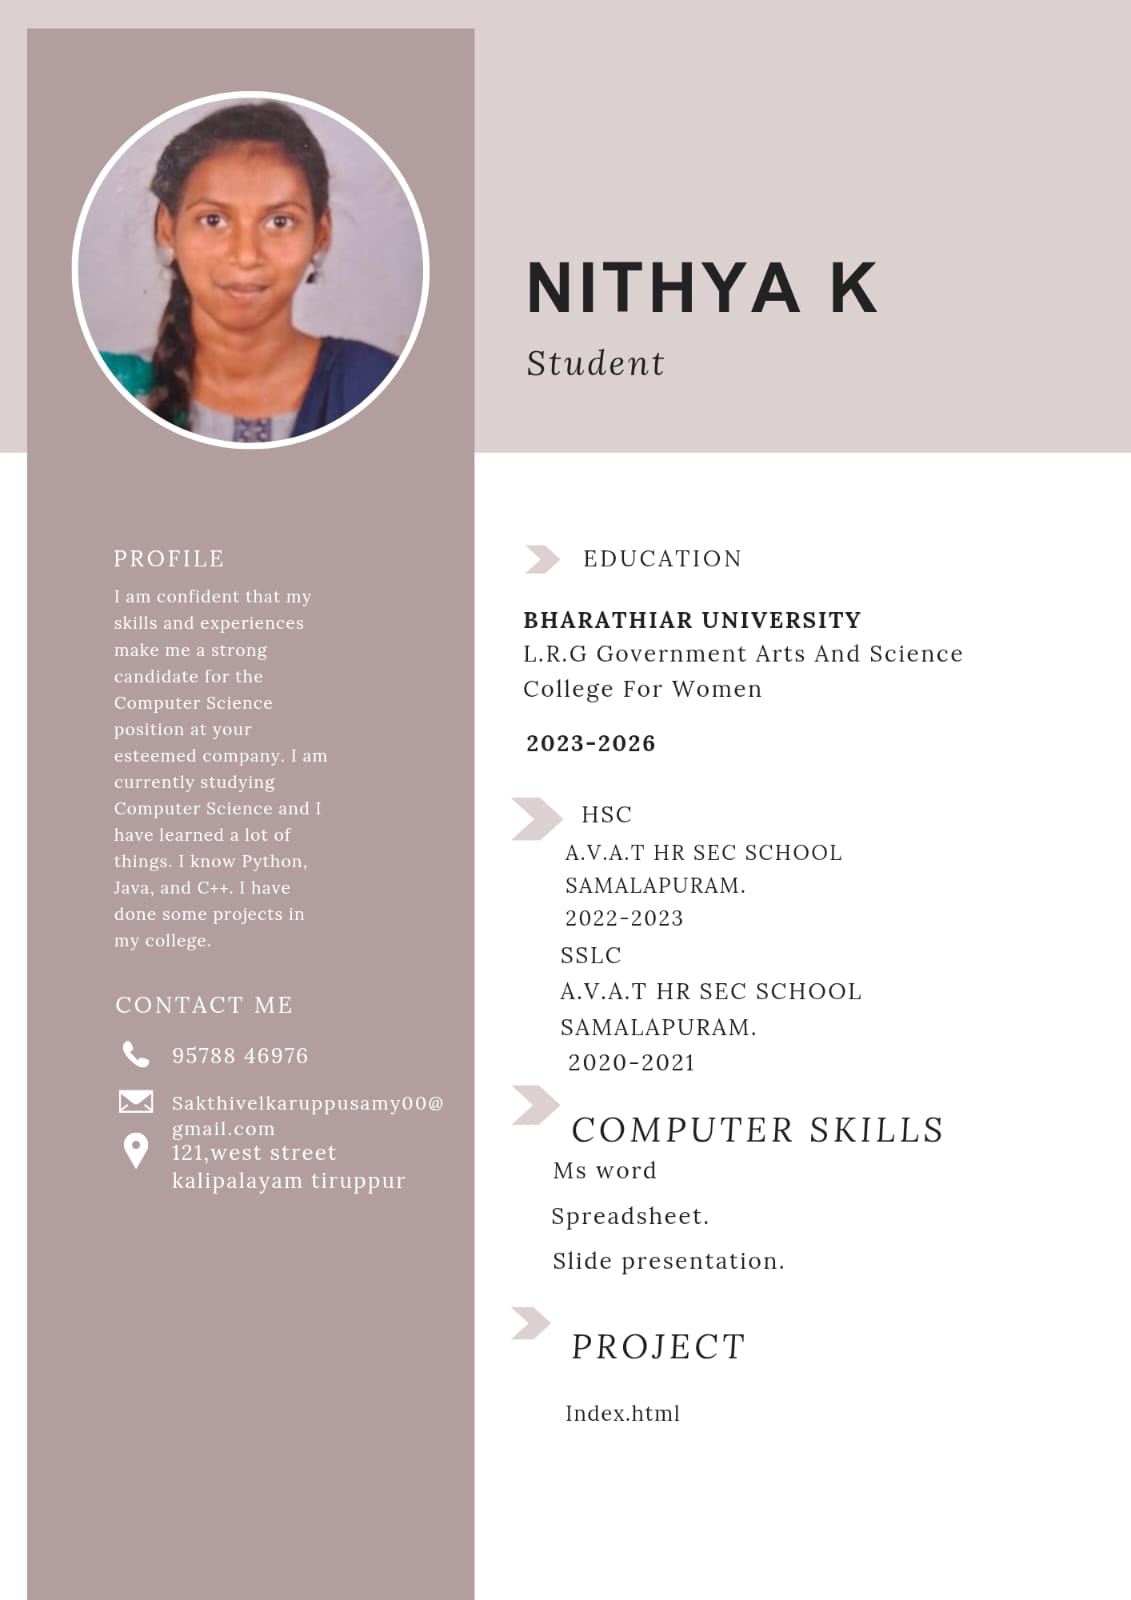 NITHYA K
Student
PROFILE
I am confident that my
skills and experiences
make me a strong
candidate for the
Computer Science
position at your
esteemed company. I am
currently studying
Computer Science and I
have learned a lot of
things. I know Python,
Java, and C++. I have
done some projects in
my college.
CONTACT ME
95788 46976
Sakthivelkaruppusamy00@
gmail.com
121,west street
kalipalayam tiruppur
EDUCATION
BHARATHIAR UNIVERSITY
L.R.G Government Arts And Science
College For Women
2023-2026
HSC
A.V.A.T HR SEC SCHOOL
SAMALAPURAM.
2022-2023
SSLC
A.V.A.T HR SEC SCHOOL
SAMALAPURAM.
2020-2021
COMPUTER SKILLS
Ms word
Spreadsheet.
Slide presentation.
PROJECT
Index.html